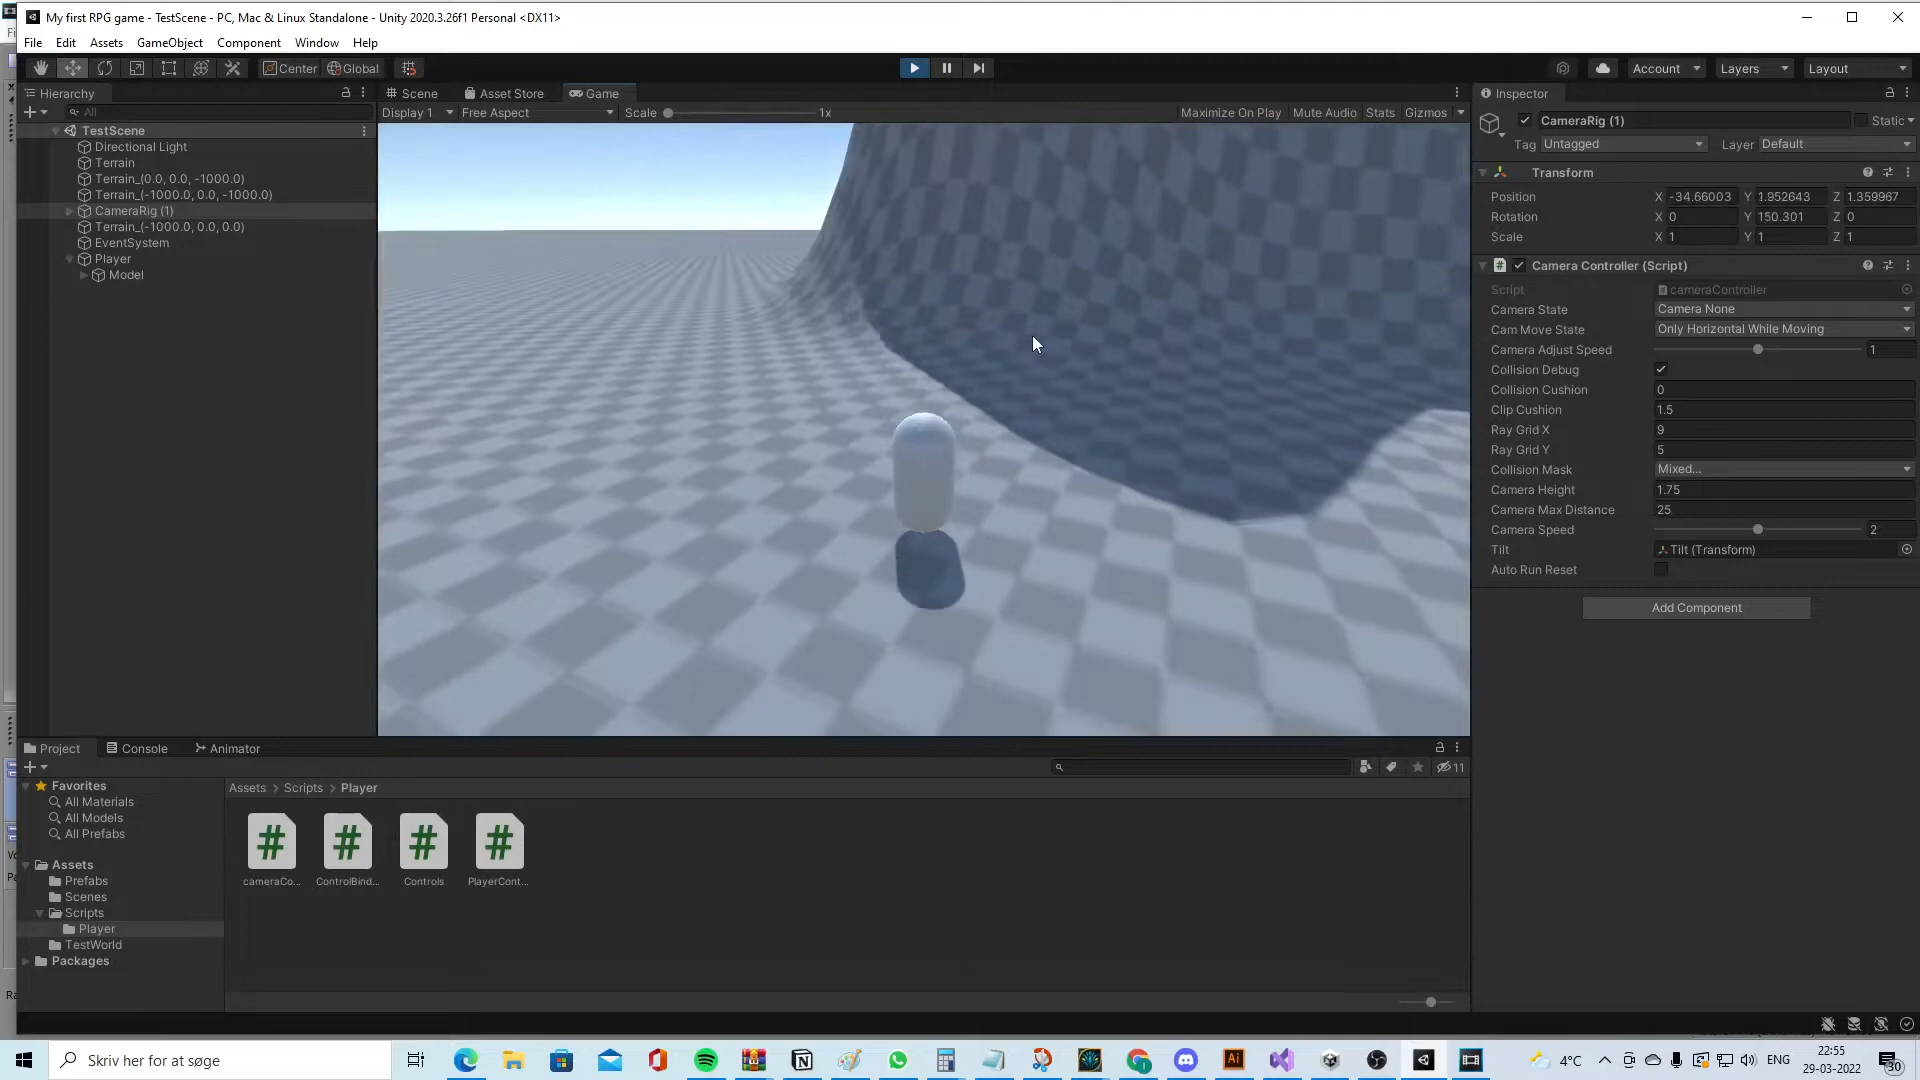 My first RPG game - TestScene - PC, Mac & Linux Standalone - Unity 2020.3.26f1 Personal <DX11>
File Edit Assets GameObject Component Window Help
Center Global Account Layers Layout
Hierarchy
All
TestScene
Directional Light
Terrain
Terrain_(0.0, 0.0, -1000.0)
Terrain_(-1000.0, 0.0, -1000.0)
CameraRig (1)
Terrain_(-1000.0, 0.0, 0.0)
EventSystem
Player
Model
Scene Asset Store Game
Display 1 Free Aspect Scale 1x Maximize On Play Mute Audio Stats Gizmos
Inspector
CameraRig (1) Static
Tag Untagged Layer Default
Transform
Position X -34.66003 Y 1.952643 Z 1.359967
Rotation X 0 Y 150.301 Z 0
Scale X 1 Y 1 Z 1
# Camera Controller (Script)
Script cameraController
Camera State Camera None
Cam Move State Only Horizontal While Moving
Camera Adjust Speed 1
Collision Debug
Collision Cushion 0
Clip Cushion 1.5
Ray Grid X 9
Ray Grid Y 5
Collision Mask Mixed...
Camera Height 1.75
Camera Max Distance 25
Camera Speed 2
Tilt Tilt (Transform)
Auto Run Reset
Add Component
Project Console Animator
11
Favorites
All Materials
All Models
All Prefabs
Assets
Prefabs
Scenes
Scripts
Player
TestWorld
Packages
Assets > Scripts > Player
# # # #
cameraCo... ControlBind... Controls PlayerCont...
Skriv her for at søge
4°C ENG
22:55
29-03-2022
30